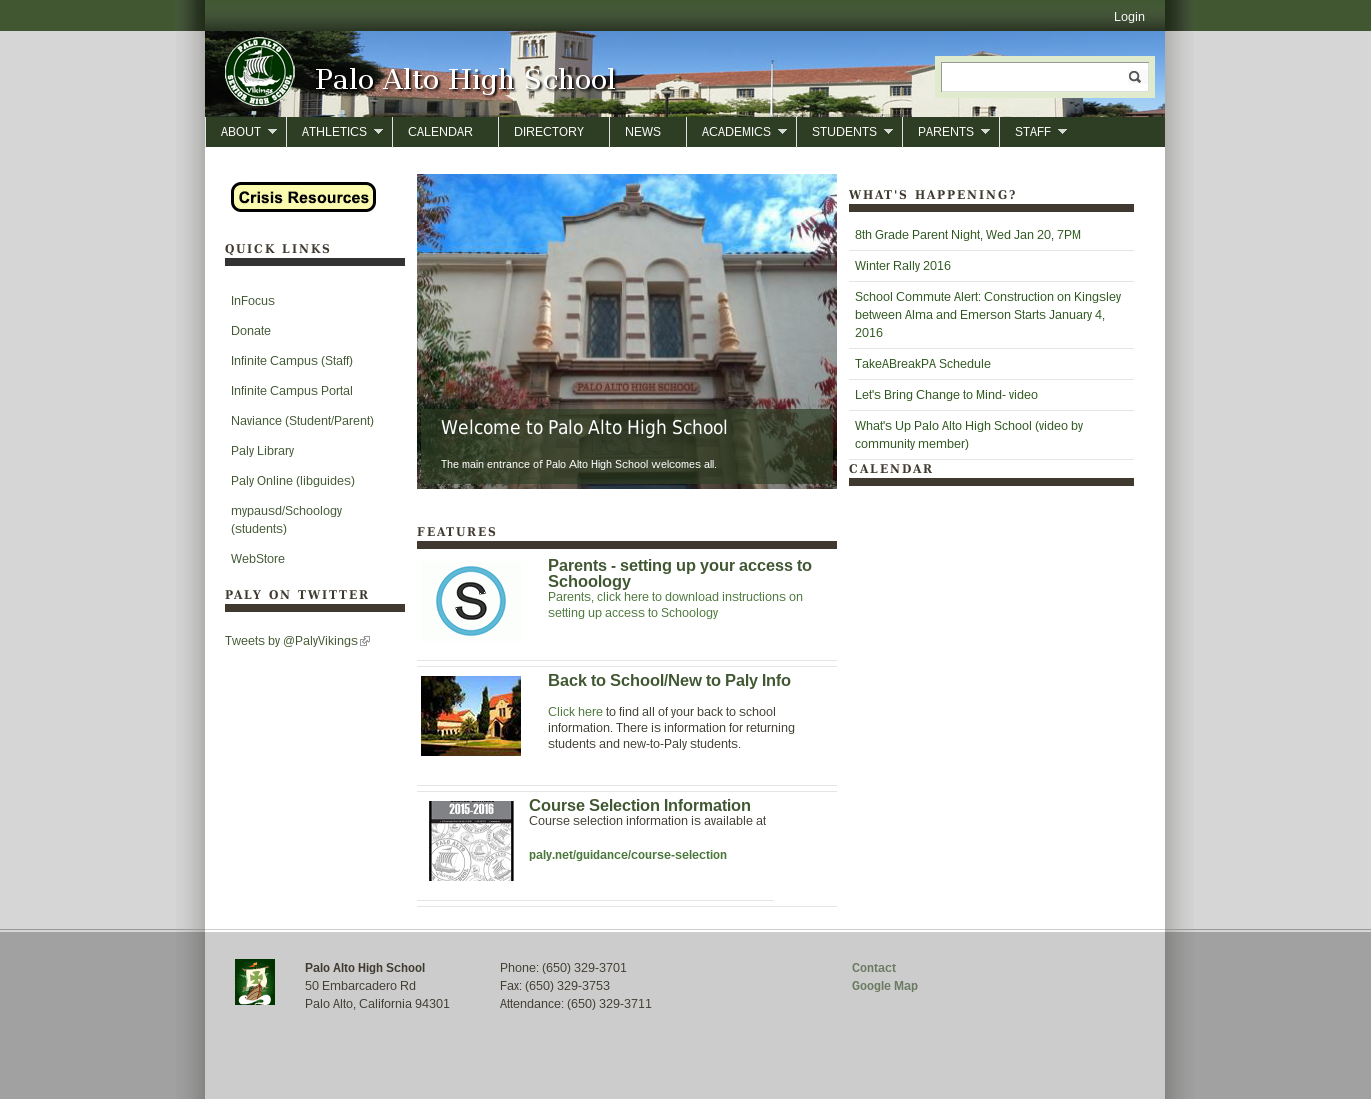 Login
PALO ALTO
SENIOR HIGH SCHOOL
Vikings
Palo Alto High School
ABOUT
ATHLETICS
CALENDAR
DIRECTORY
NEWS
ACADEMICS
STUDENTS
PARENTS
STAFF
Crisis Resources
QUICK LINKS
InFocus
Donate
Infinite Campus (Staff)
Infinite Campus Portal
Naviance (Student/Parent)
Paly Library
Paly Online (libguides)
mypausd/Schoology
(students)
WebStore
PALY ON TWITTER
Tweets by @PalyVikings
PALO ALTO HIGH SCHOOL
Welcome to Palo Alto High School
The main entrance of Palo Alto High School welcomes all.
FEATURES
S
Parents - setting up your access to
Schoology
Parents, click here to download instructions on
setting up access to Schoology
Back to School/New to Paly Info
Click here to find all of your back to school
information. There is information for returning
students and new-to-Paly students.
2015-2016
Course Selection Information
Course selection information is available at
paly.net/guidance/course-selection
WHAT'S HAPPENING?
8th Grade Parent Night, Wed Jan 20, 7PM
Winter Rally 2016
School Commute Alert: Construction on Kingsley
between Alma and Emerson Starts January 4,
2016
TakeABreakPA Schedule
Let's Bring Change to Mind- video
What's Up Palo Alto High School (video by
community member)
CALENDAR
Palo Alto High School
50 Embarcadero Rd
Palo Alto, California 94301
Phone: (650) 329-3701
Fax: (650) 329-3753
Attendance: (650) 329-3711
Contact
Google Map